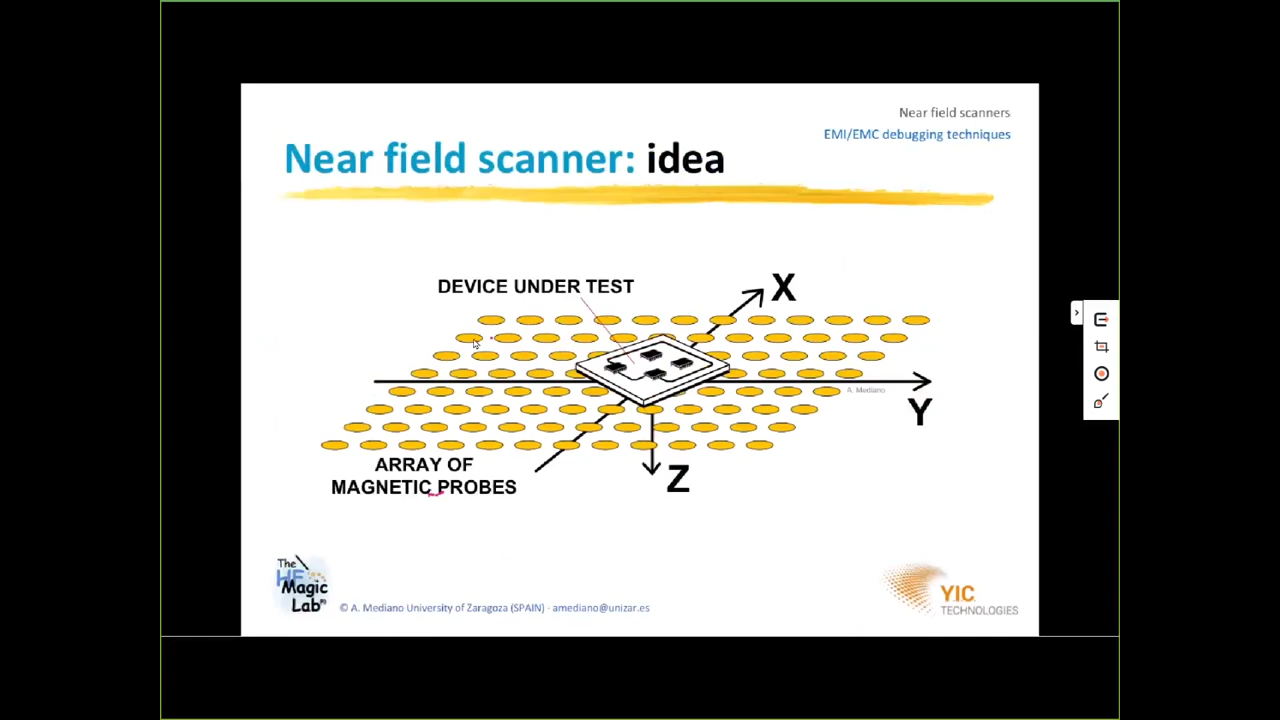 Near field scanners
EMI/EMC debugging techniques
Near field scanner: idea
DEVICE UNDER TEST
X
A. Mediano
Y
ARRAY OF
MAGNETIC PROBES
Z
The
HF
Magic
Lab®
© A. Mediano University of Zaragoza (SPAIN) - amediano@unizar.es
Y.I.C.
TECHNOLOGIES